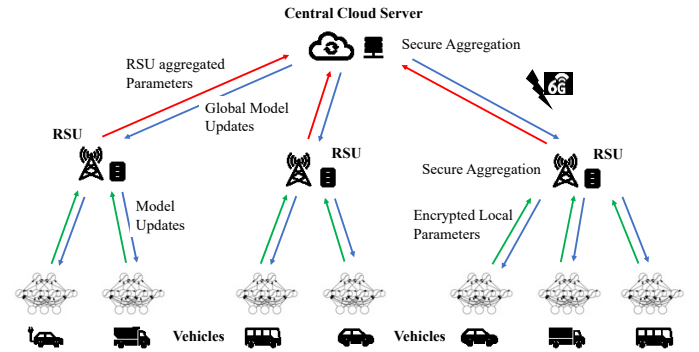 Central Cloud Server
Secure Aggregation
RSU aggregated
Parameters
6G
Global Model
Updates
RSU
RSU
Secure Aggregation
RSU
Model
Updates
Encrypted Local
Parameters
Vehicles
Vehicles